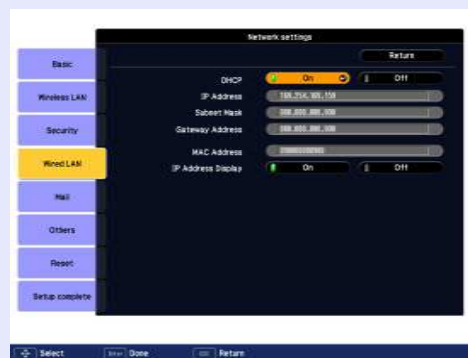 Network settings
Return
Basic
Wireless LAN
Security
Wired LAN
Mail
Others
Reset
Setup complete
DHCP On Off
IP Address
Subnet Mask
Gateway Address
MAC Address
IP Address Display On Off
Select Done Return